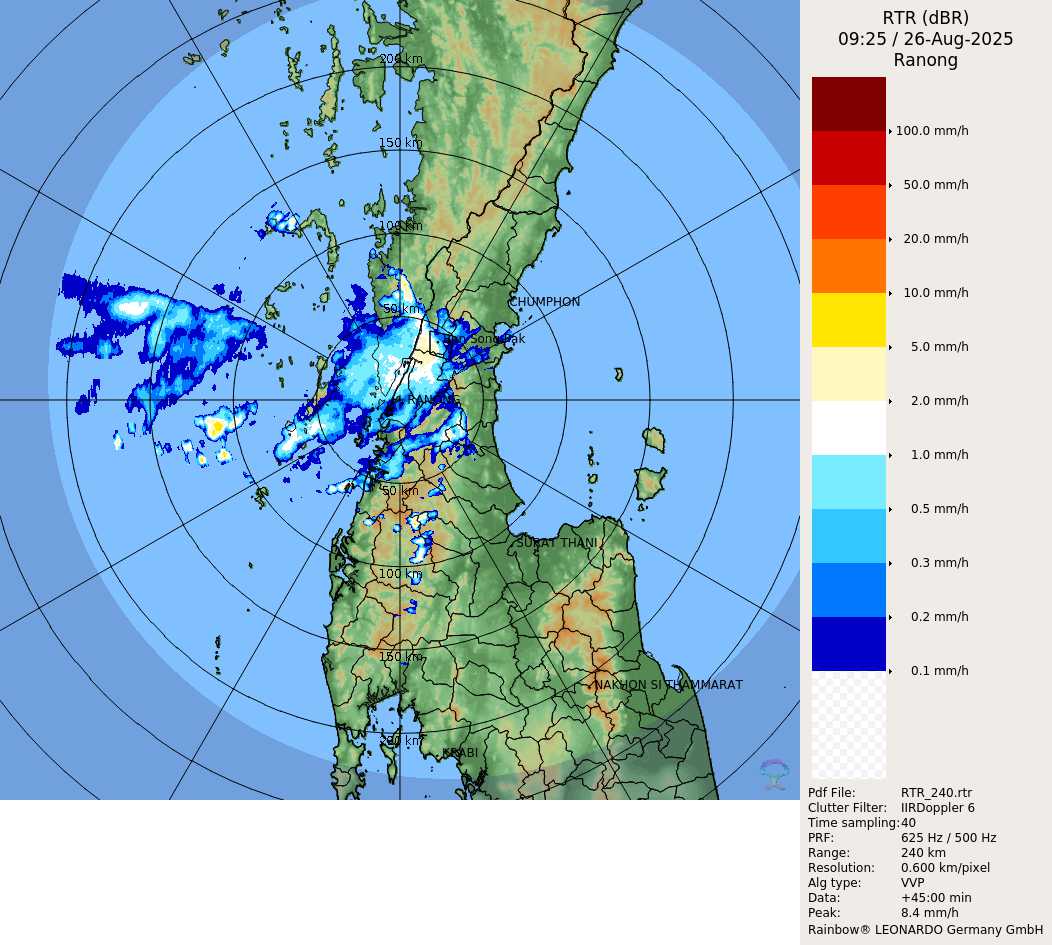 200 km
150 km
100 km
CHUMPHON
50 km
RANONG
50 km
SURAT THANI
100 km
150 km
NAKHON SI THAMMARAT
200 km
KRABI
RTR (dBR)
09:25 / 26-Aug-2025
Ranong
100.0 mm/h
50.0 mm/h
20.0 mm/h
10.0 mm/h
5.0 mm/h
2.0 mm/h
1.0 mm/h
0.5 mm/h
0.3 mm/h
0.2 mm/h
0.1 mm/h
Pdf File: RTR_240.rtr
Clutter Filter: IIRDoppler 6
Time sampling: 40
PRF: 625 Hz / 500 Hz
Range: 240 km
Resolution: 0.600 km/pixel
Alg type: VVP
Data: +45:00 min
Peak: 8.4 mm/h
Rainbow® LEONARDO Germany GmbH